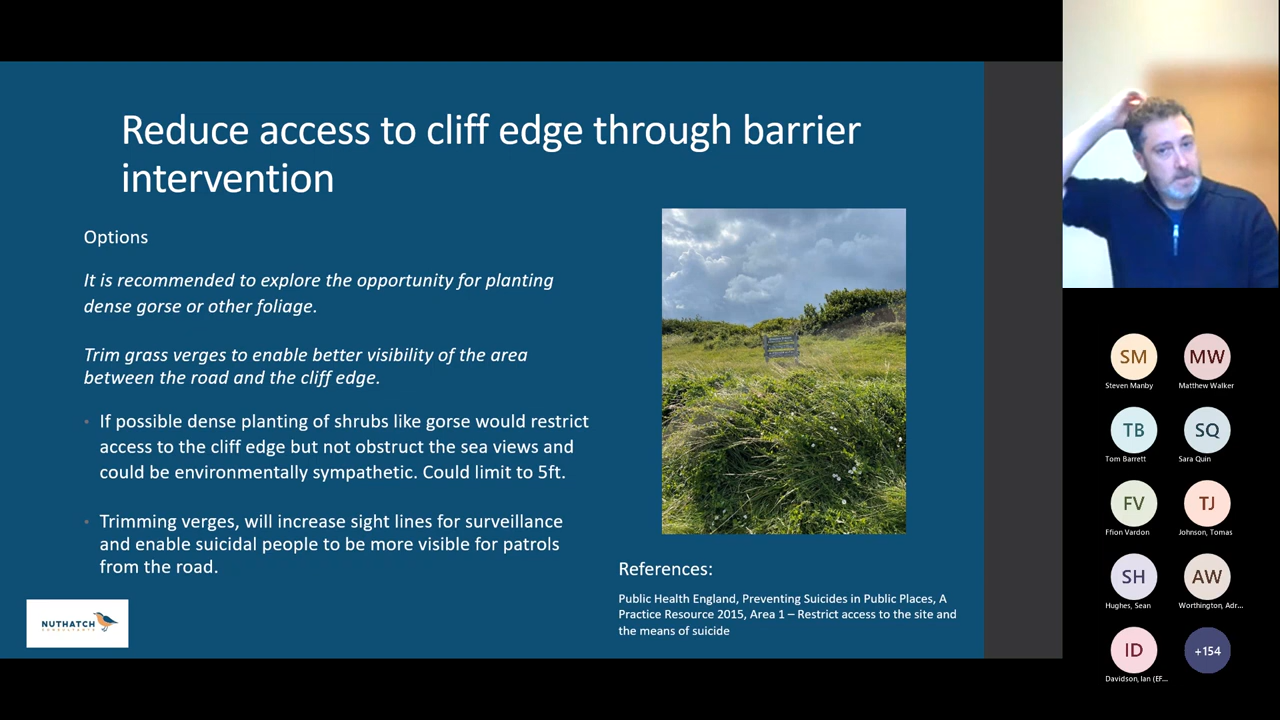 Reduce access to cliff edge through barrier
intervention
Options
It is recommended to explore the opportunity for planting
dense gorse or other foliage.
Trim grass verges to enable better visibility of the area
between the road and the cliff edge.
• If possible dense planting of shrubs like gorse would restrict
access to the cliff edge but not obstruct the sea views and
could be environmentally sympathetic. Could limit to 5ft.
• Trimming verges, will increase sight lines for surveillance
and enable suicidal people to be more visible for patrols
from the road.
NUTHATCH
CONSULTANTS
References:
Public Health England, Preventing Suicides in Public Places, A
Practice Resource 2015, Area 1 – Restrict access to the site and
the means of suicide
SM
Steven Manby
MW
Matthew Walker
TB
Tom Barrett
SQ
Sara Quin
FV
Ffion Vardon
TJ
Johnson, Tomas
SH
Hughes, Sean
AW
Worthington, Adr...
ID
Davidson, Ian (EF...
+154